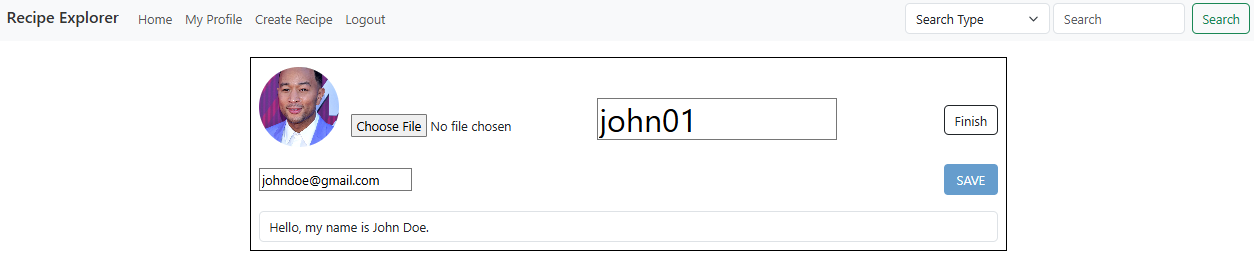 Recipe Explorer Home My Profile Create Recipe Logout Search Type Search Search
Choose File No file chosen john01 Finish
johndoe@gmail.com SAVE
Hello, my name is John Doe.